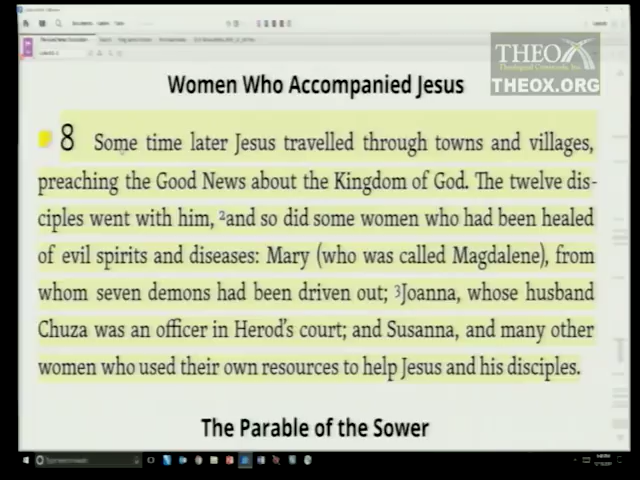 THEOX
THEOX.ORG
Women Who Accompanied Jesus
8 Some time later Jesus travelled through towns and villages,
preaching the Good News about the Kingdom of God. The twelve dis-
ciples went with him, ²and so did some women who had been healed
of evil spirits and diseases: Mary (who was called Magdalene), from
whom seven demons had been driven out; ³Joanna, whose husband
Chuza was an officer in Herod's court; and Susanna, and many other
women who used their own resources to help Jesus and his disciples.
The Parable of the Sower